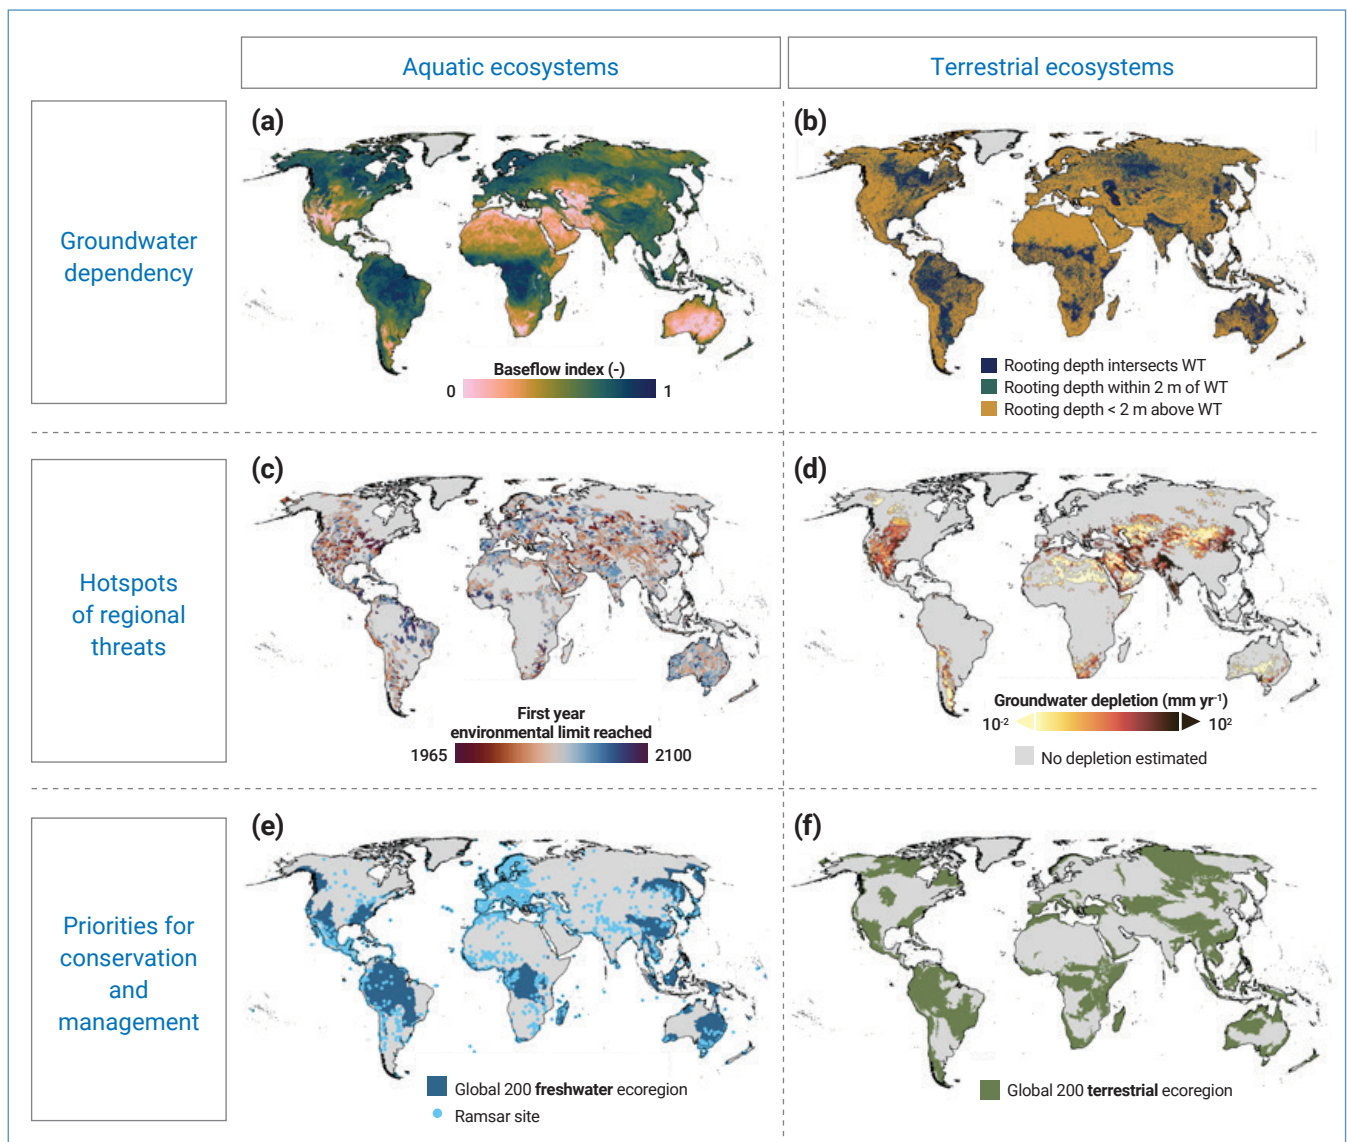 Aquatic ecosystems
Terrestrial ecosystems
Groundwater
dependency
(a)
Baseflow index (-)
0
1
(b)
Rooting depth intersects WT
Rooting depth within 2 m of WT
Rooting depth < 2 m above WT
Hotspots
of regional
threats
(c)
First year
environmental limit reached
1965
2100
(d)
Groundwater depletion (mm yr⁻¹)
10⁻²
10²
No depletion estimated
Priorities for
conservation
and
management
(e)
Global 200 freshwater ecoregion
Ramsar site
(f)
Global 200 terrestrial ecoregion